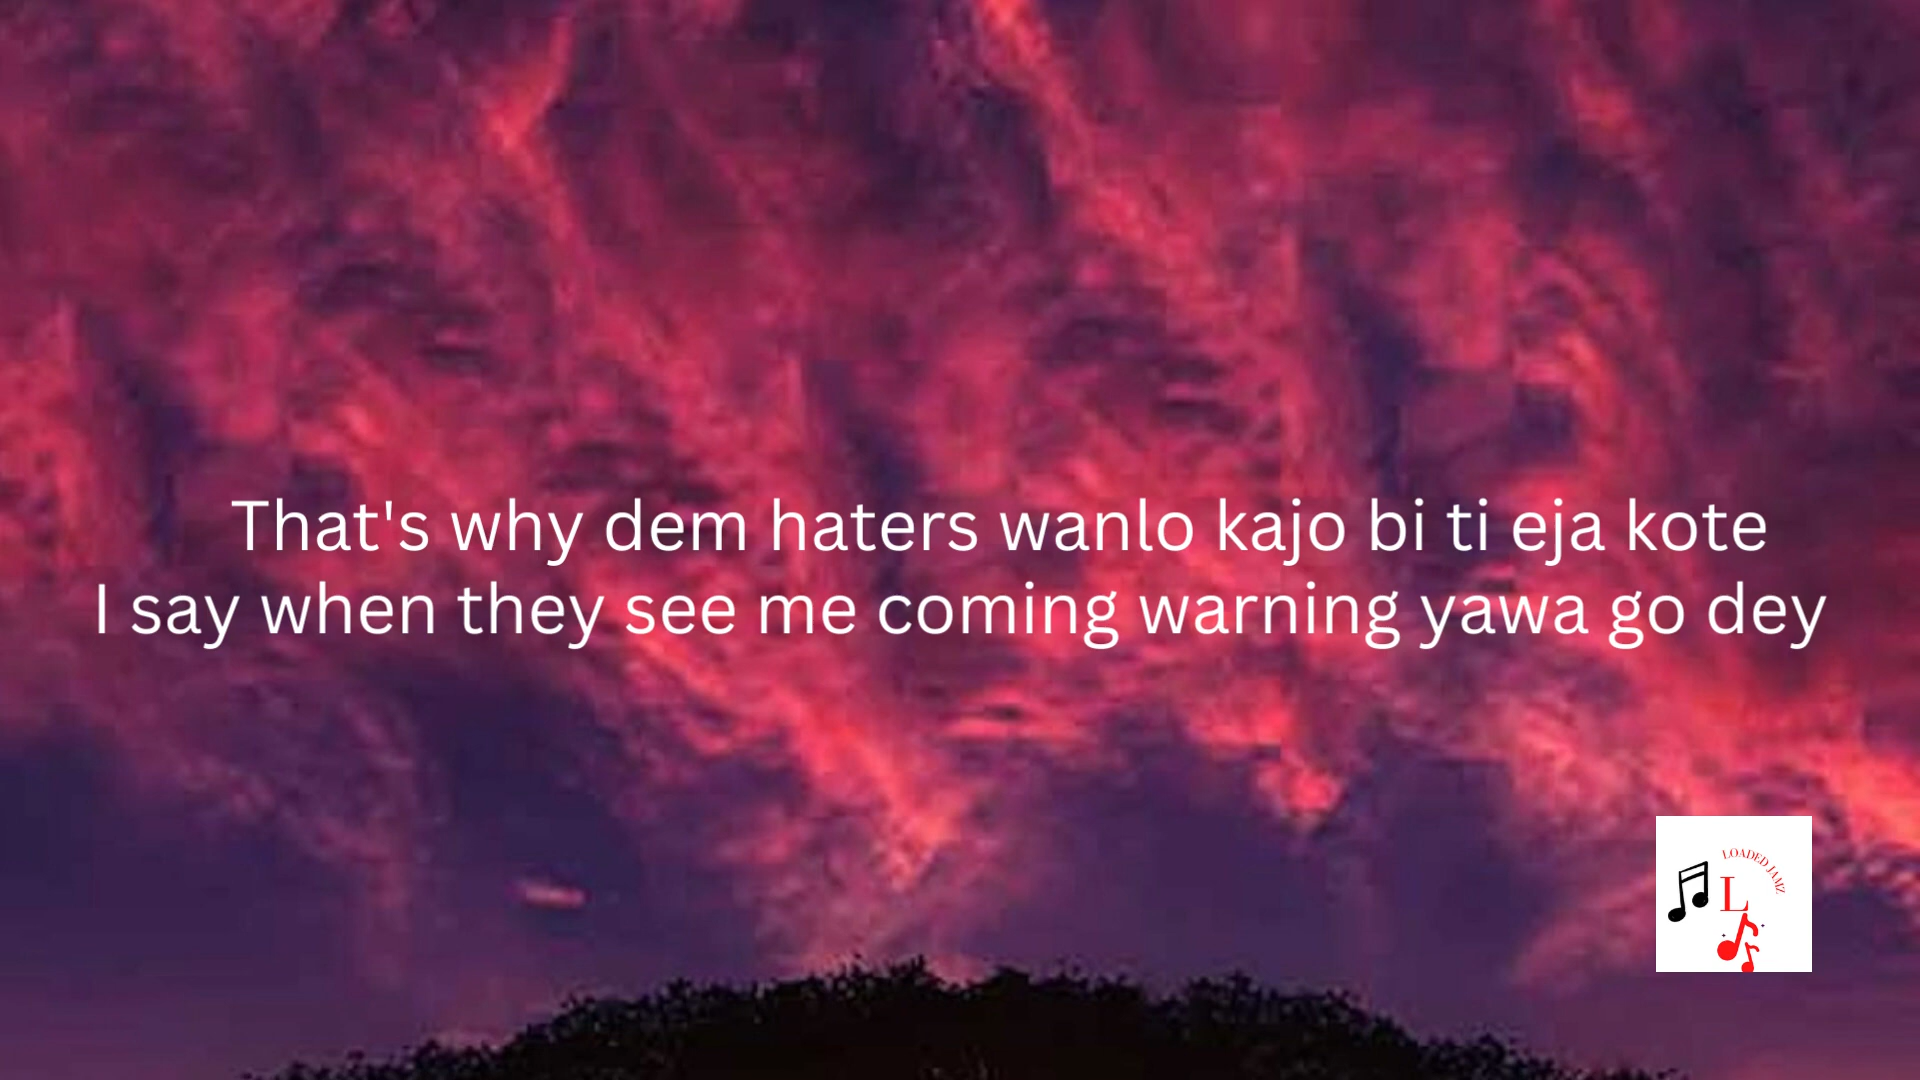 That's why dem haters wanlo kajo bi ti eja kote
I say when they see me coming warning yawa go dey
LOADED JAMZ
L